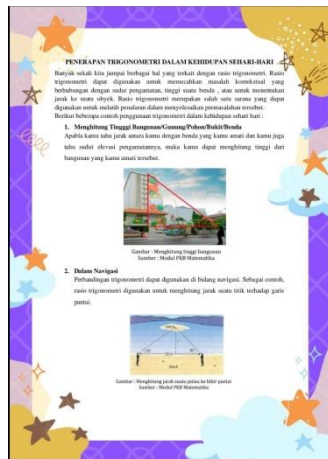 PENERAPAN TRIGONOMETRI DALAM KEHIDUPAN SEHARI-HARI
Banyak sekali kita jumpai berbagai hal yang terkait dengan rasio trigonometri. Rasio
trigonometri dapat digunakan untuk memecahkan masalah kontekstual yang
berhubungan dengan sudut pengamatan, tinggi suatu benda , atau untuk menentukan
jarak ke suatu obyek. Rasio trigonometri merupakan salah satu sarana yang dapat
digunakan untuk melatih penalaran dalam menyelesaikan permasalahan tersebut.
Berikut beberapa contoh penggunaan trigonometri dalam kehidupan sehari hari :
1. Menghitung Tinggi Bangunan/Gunung/Pohon/Bukit/Benda
Apabila kamu tahu jarak antara kamu dengan benda yang kamu amati dan kamu juga
tahu sudut elevasi pengamatannya, maka kamu dapat menghitung tinggi dari
bangunan yang kamu amati tersebut.
Gambar : Menghitung tinggi bangunan
Sumber : Modul PKB Matematika
2. Dalam Navigasi
Perbandingan trigonometri dapat digunakan di bidang navigasi. Sebagai contoh,
rasio trigonometri digunakan untuk menghitung jarak suatu titik terhadap garis
pantai.
Gambar : Menghitung jarak suatu pulau ke bibir pantai
Sumber : Modul PKB Matematika